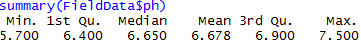 summary(FieldData$ph)
Min. 1st Qu. Median Mean 3rd Qu. Max.
5.700 6.400 6.650 6.678 6.900 7.500